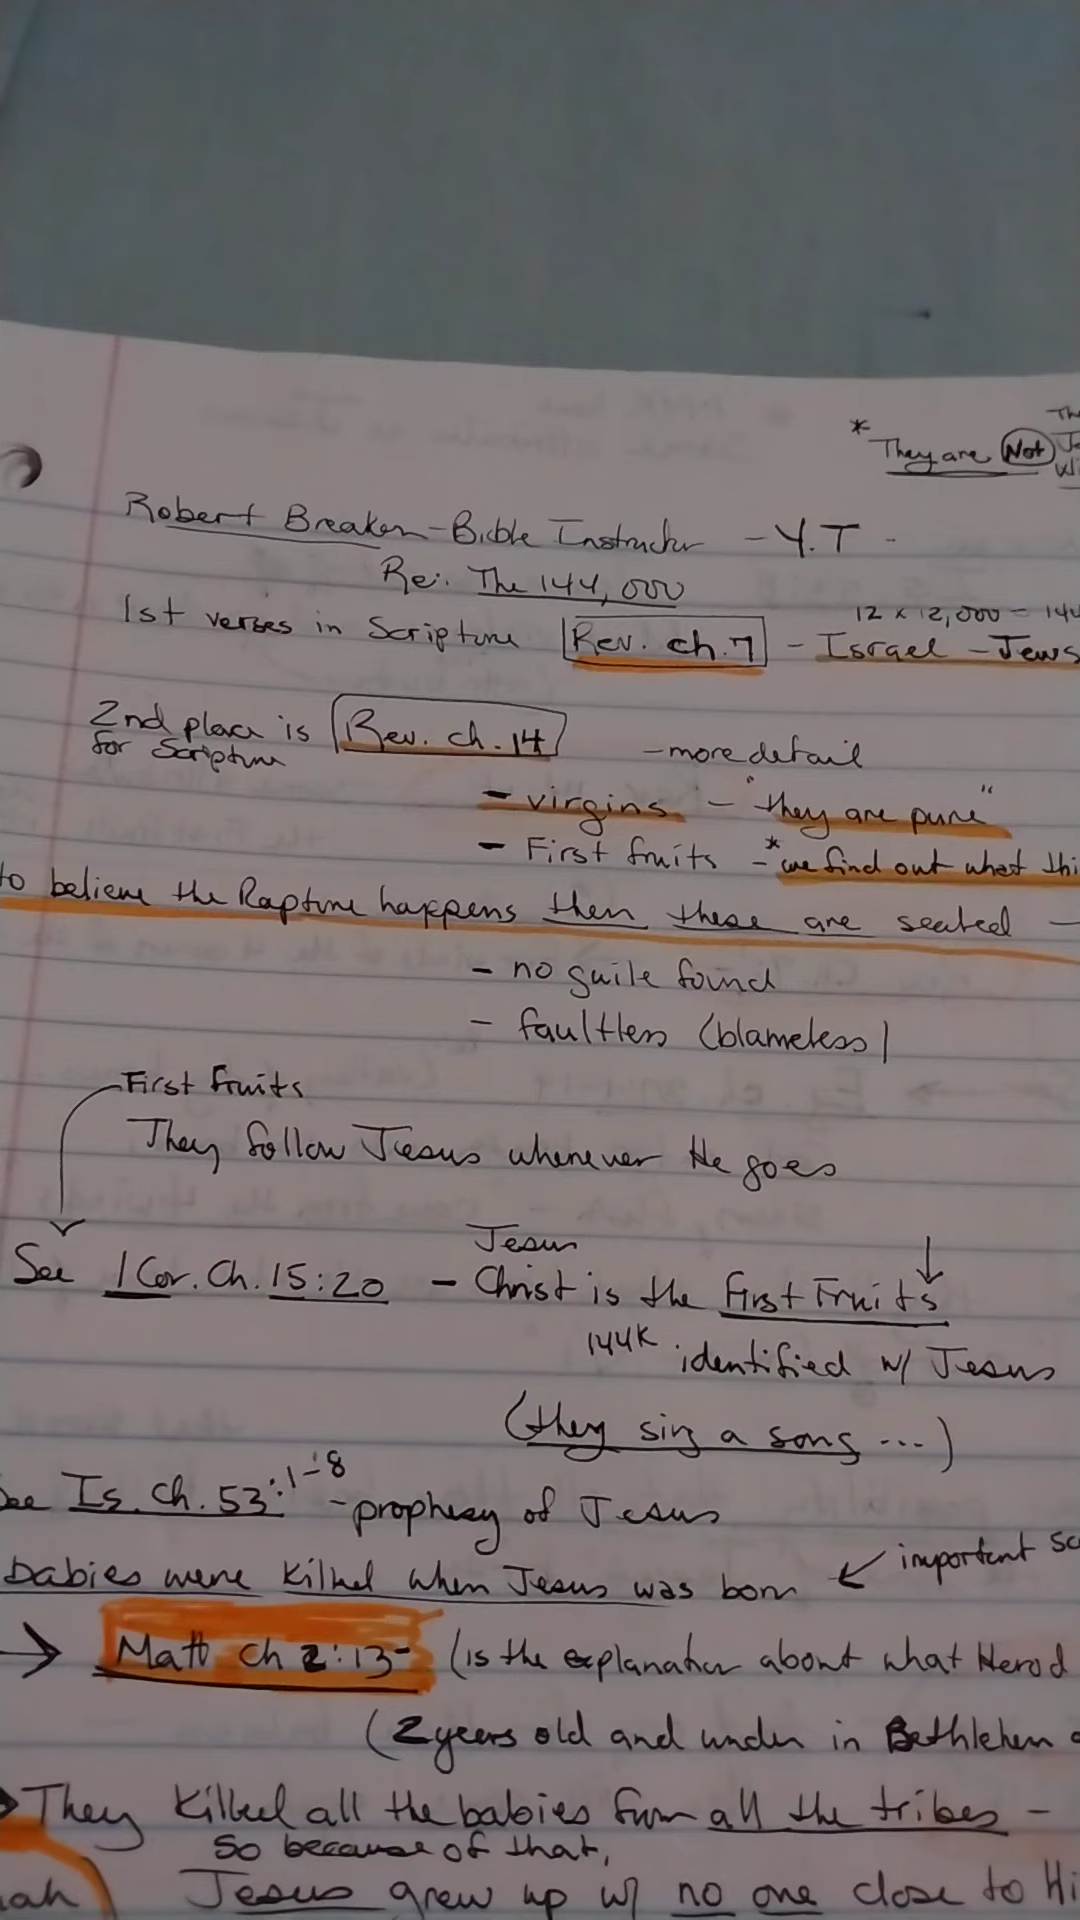 *
They are Not
Robert Breaker - Bible Instructor - Y.T -
Re: The 144,000
12 x 12,000 = 144
1st verses in Scripture Rev. ch. 7 - Israel - Jews
2nd place is Rev. ch. 14 - more detail
for Scripture
- virgins - "they are pure"
- First fruits - * we find out what thi
to believe the Rapture happens then these are sealed -
- no guile found
- faultless (blameless)
First fruits
They follow Jesus whenever He goes
Jesus
See 1 Cor. Ch. 15:20 - Christ is the First Fruits
144K identified w/ Jesus
(they sing a song ...)
See Is. Ch. 53:1-8 - prophesy of Jesus
babies were killed when Jesus was born ← important
→ Matt Ch 2:13- (is the explanation about what Herod
(2 years old and under in Bethlehem
They killed all the babies from all the tribes -
so because of that,
Jesus grew up w/ no one close to Hi